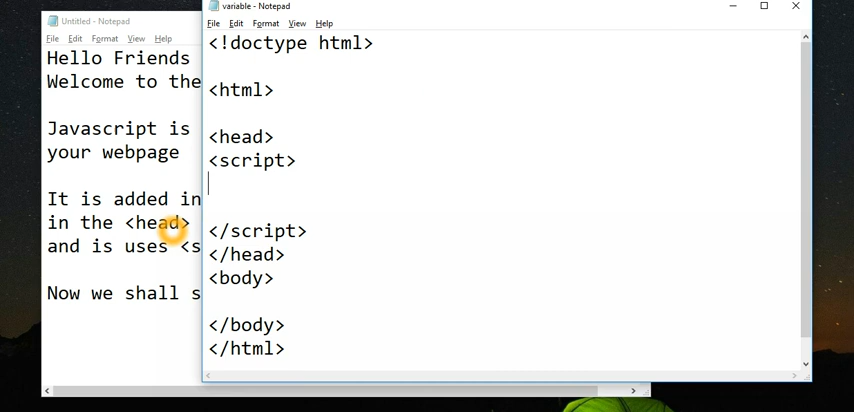 Untitled - Notepad
File Edit Format View Help
Hello Friends
Welcome to the
Javascript is
your webpage
It is added in
in the <head>
and is uses <s
Now we shall s
variable - Notepad
File Edit Format View Help
<!doctype html>
<html>
<head>
<script>
</script>
</head>
<body>
</body>
</html>